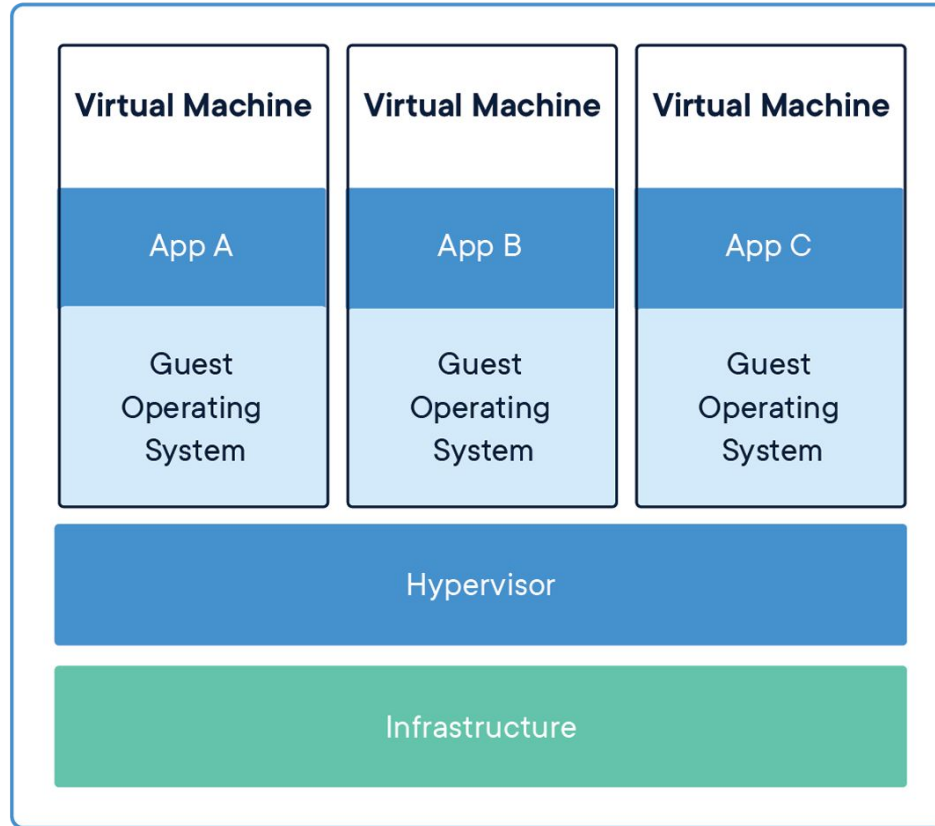 Virtual Machine
Virtual Machine
Virtual Machine
App A
App B
App C
Guest
Operating
System
Guest
Operating
System
Guest
Operating
System
Hypervisor
Infrastructure